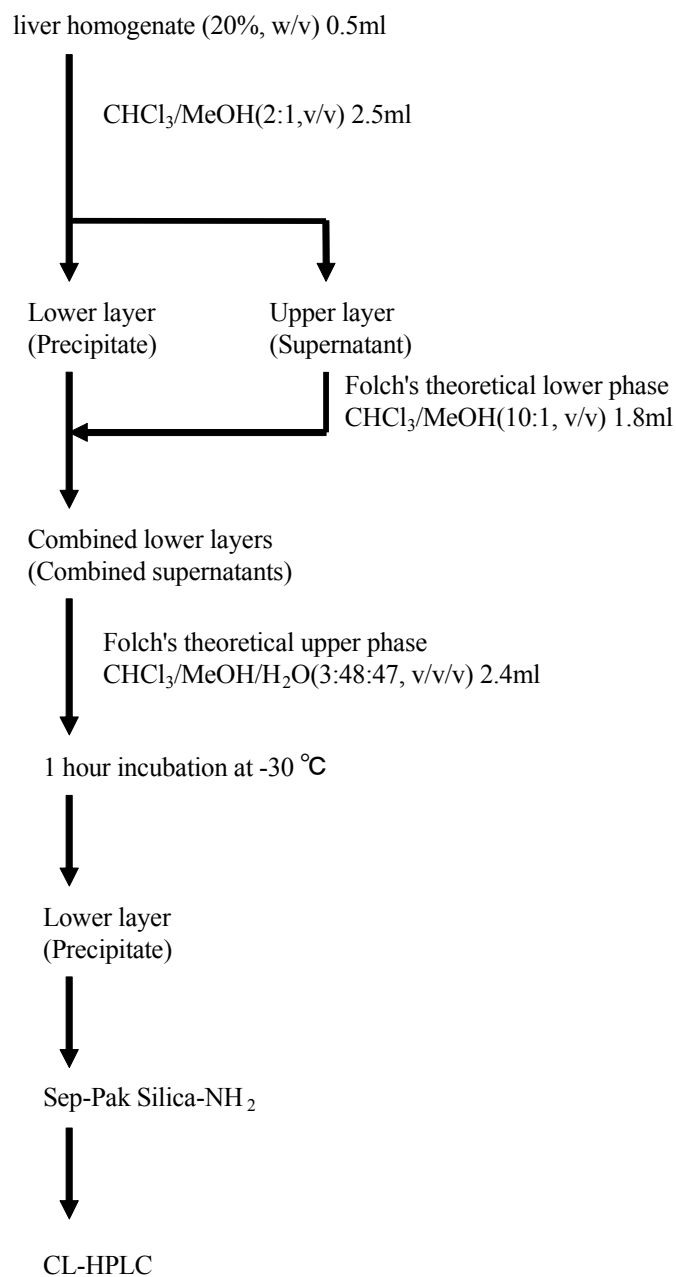 liver homogenate (20%, w/v) 0.5ml
CHCl₃/MeOH(2:1,v/v) 2.5ml
Lower layer
(Precipitate)
Upper layer
(Supernatant)
Folch's theoretical lower phase
CHCl₃/MeOH(10:1, v/v) 1.8ml
Combined lower layers
(Combined supernatants)
Folch's theoretical upper phase
CHCl₃/MeOH/H₂O(3:48:47, v/v/v) 2.4ml
1 hour incubation at -30 ℃
Lower layer
(Precipitate)
Sep-Pak Silica-NH₂
CL-HPLC